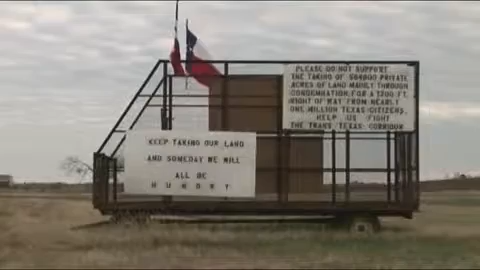 PLEASE DO NOT SUPPORT
THE TAKING OF 584000 PRIVATE
ACRES OF LAND MAINLY THROUGH
CONDEMNATION, FOR A 1200 FT.
RIGHT OF WAY FROM NEARLY
ONE MILLION TEXAS CITIZENS.
HELP US FIGHT
THE TRANS TEXAS CORRIDOR
KEEP TAKING OUR LAND
AND SOMEDAY WE WILL
ALL BE
HUNGRY